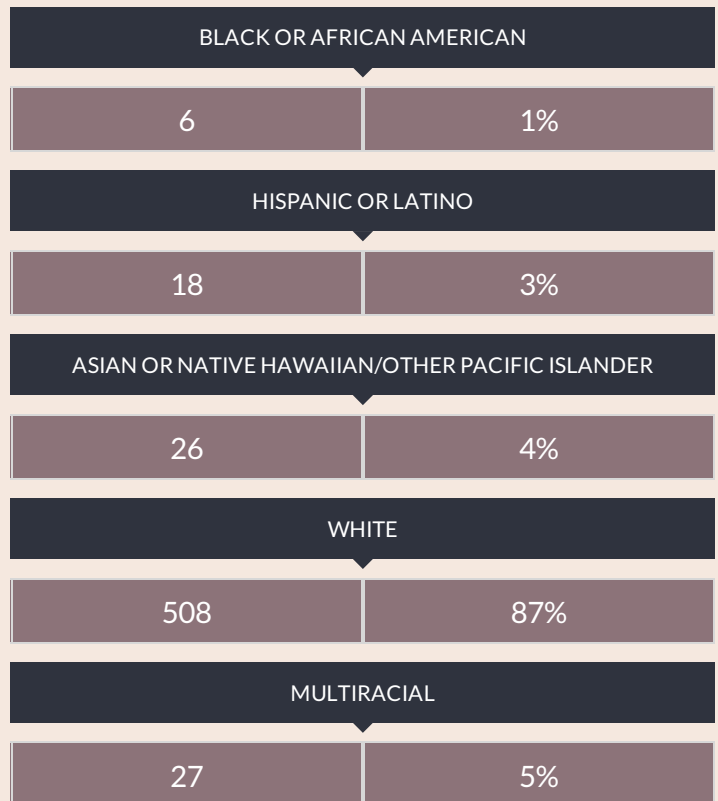 BLACK OR AFRICAN AMERICAN
6 1%
HISPANIC OR LATINO
18 3%
ASIAN OR NATIVE HAWAIIAN/OTHER PACIFIC ISLANDER
26 4%
WHITE
508 87%
MULTIRACIAL
27 5%